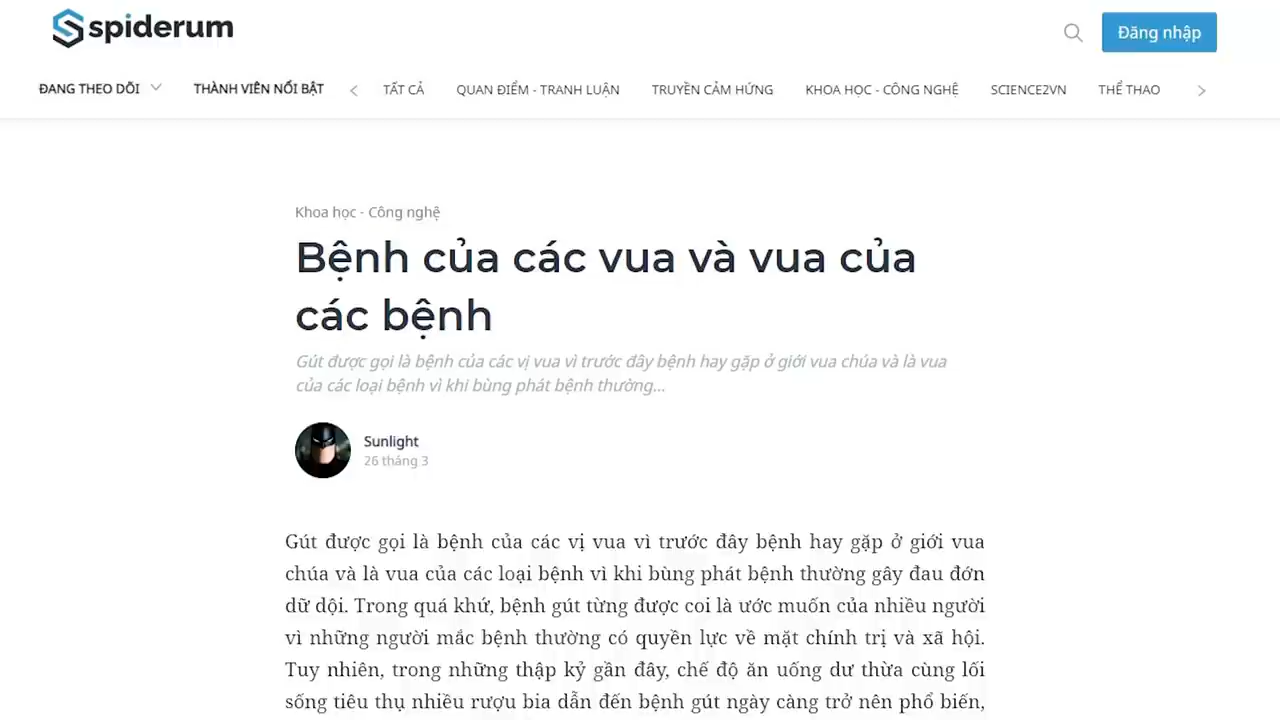 spiderum
Đăng nhập
ĐANG THEO DÕI THÀNH VIÊN NỔI BẬT TẤT CẢ QUAN ĐIỂM - TRANH LUẬN TRUYỀN CẢM HỨNG KHOA HỌC - CÔNG NGHỆ SCIENCE2VN THỂ THAO
Khoa học - Công nghệ
Bệnh của các vua và vua của
các bệnh
Gút được gọi là bệnh của các vị vua vì trước đây bệnh hay gặp ở giới vua chúa và là vua
của các loại bệnh vì khi bùng phát bệnh thường...
Sunlight
26 tháng 3
Gút được gọi là bệnh của các vị vua vì trước đây bệnh hay gặp ở giới vua
chúa và là vua của các loại bệnh vì khi bùng phát bệnh thường gây đau đớn
dữ dội. Trong quá khứ, bệnh gút từng được coi là ước muốn của nhiều người
vì những người mắc bệnh thường có quyền lực về mặt chính trị và xã hội.
Tuy nhiên, trong những thập kỷ gần đây, chế độ ăn uống dư thừa cùng lối
sống tiêu thụ nhiều rượu bia dẫn đến bệnh gút ngày càng trở nên phổ biến,